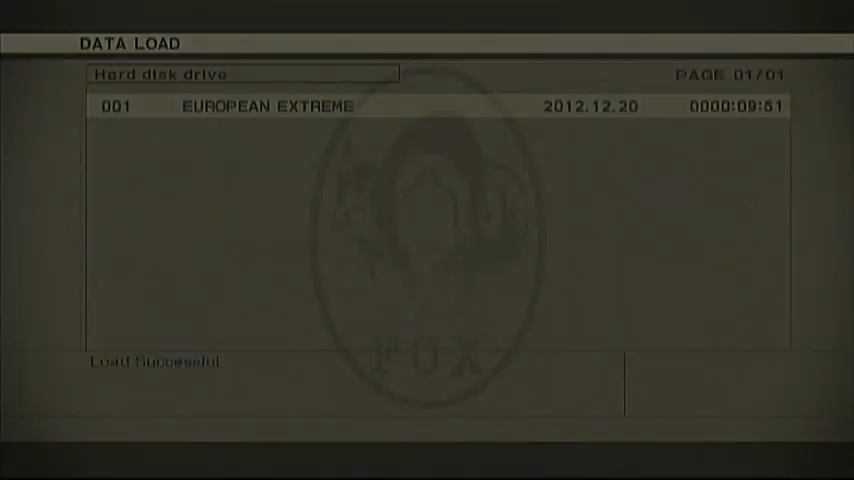 DATA LOAD
Hard disk drive PAGE 01/01
001 EUROPEAN EXTREME 2012.12.20 0000:09:51
Load Successful
FOX